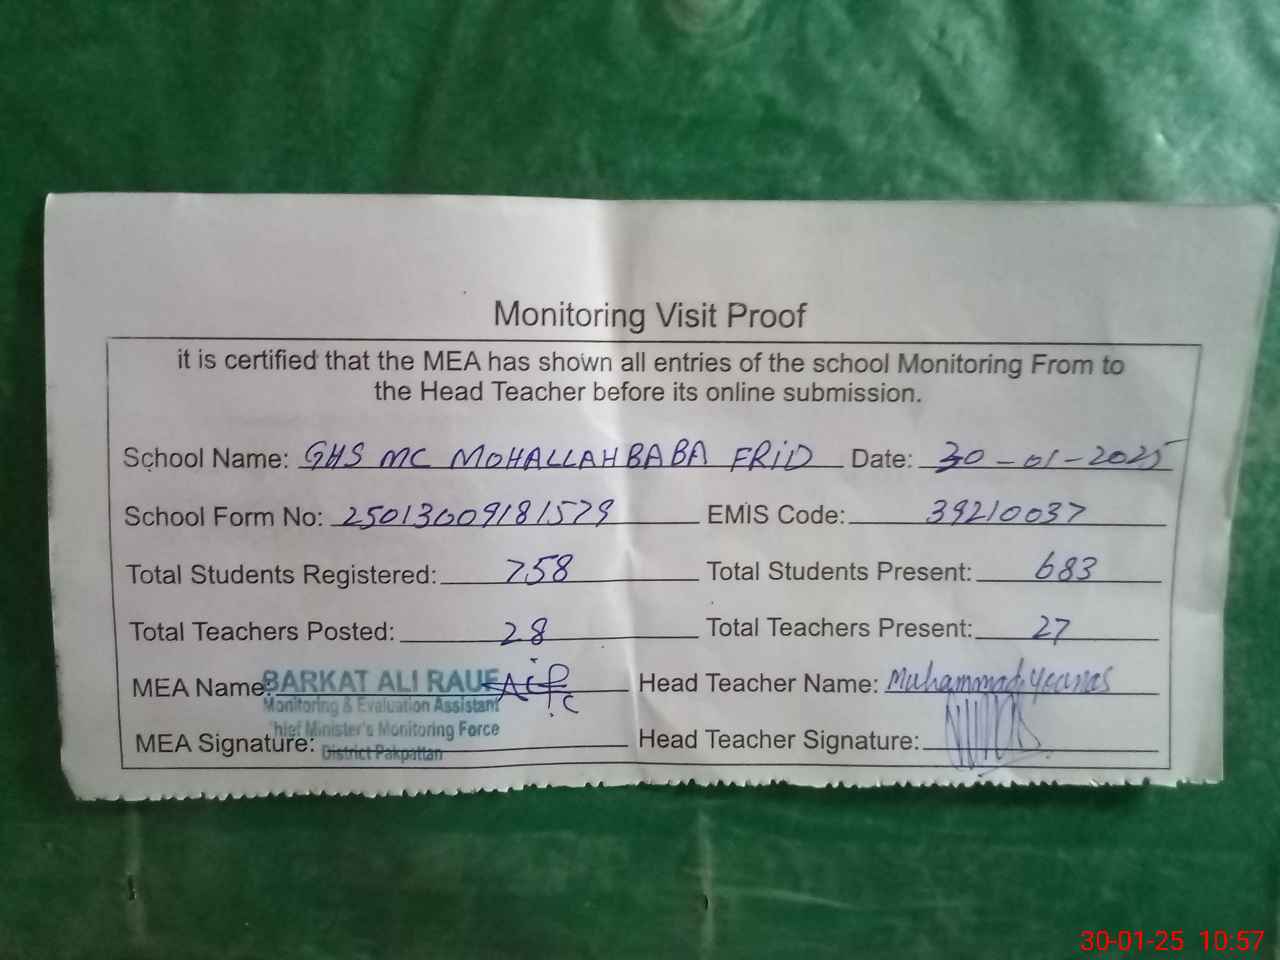 Monitoring Visit Proof
it is certified that the MEA has shown all entries of the school Monitoring From to
the Head Teacher before its online submission.
School Name: GHS MC MOHALLAH BABA FRID Date: 30-01-2025
School Form No: 25013009181579 EMIS Code: 39210037
Total Students Registered: 758 Total Students Present: 683
Total Teachers Posted: 28 Total Teachers Present: 27
MEA Name: BARKAT ALI RAUF Head Teacher Name: Muhammad Younas
Monitoring & Evaluation Assistant
Chief Minister's Monitoring Force
MEA Signature: District Pakpattan Head Teacher Signature:
30-01-25 10:57